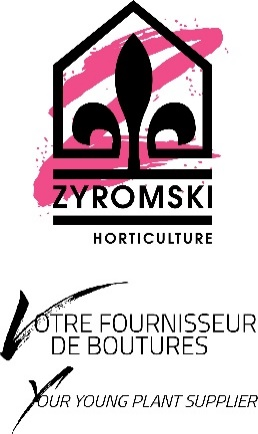 ZYROMSKI
HORTICULTURE
VOTRE FOURNISSEUR
DE BOUTURES
YOUR YOUNG PLANT SUPPLIER